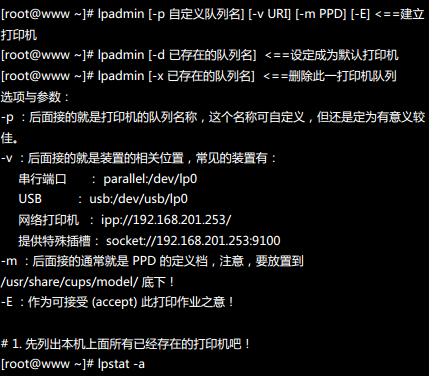 [root@www ~]# lpadmin [-p 自定义队列名] [-v URI] [-m PPD] [-E] <==建立
打印机
[root@www ~]# lpadmin [-d 已存在的队列名] <==设定成为默认打印机
[root@www ~]# lpadmin [-x 已存在的队列名] <==删除此一打印机队列
选项与参数：
-p ：后面接的就是打印机的队列名称，这个名称可自定义，但还是定为有意义较
佳。
-v ：后面接的就是装置的相关位置，常见的装置有：
串行端口 ： parallel:/dev/lp0
USB ： usb:/dev/usb/lp0
网络打印机 ： ipp://192.168.201.253/
提供特殊插槽： socket://192.168.201.253:9100
-m ：后面接的通常就是 PPD 的定义档，注意，要放置到
/usr/share/cups/model/ 底下！
-E ：作为可接受 (accept) 此打印作业之意！
# 1. 先列出本机上面所有已经存在的打印机吧！
[root@www ~]# lpstat -a